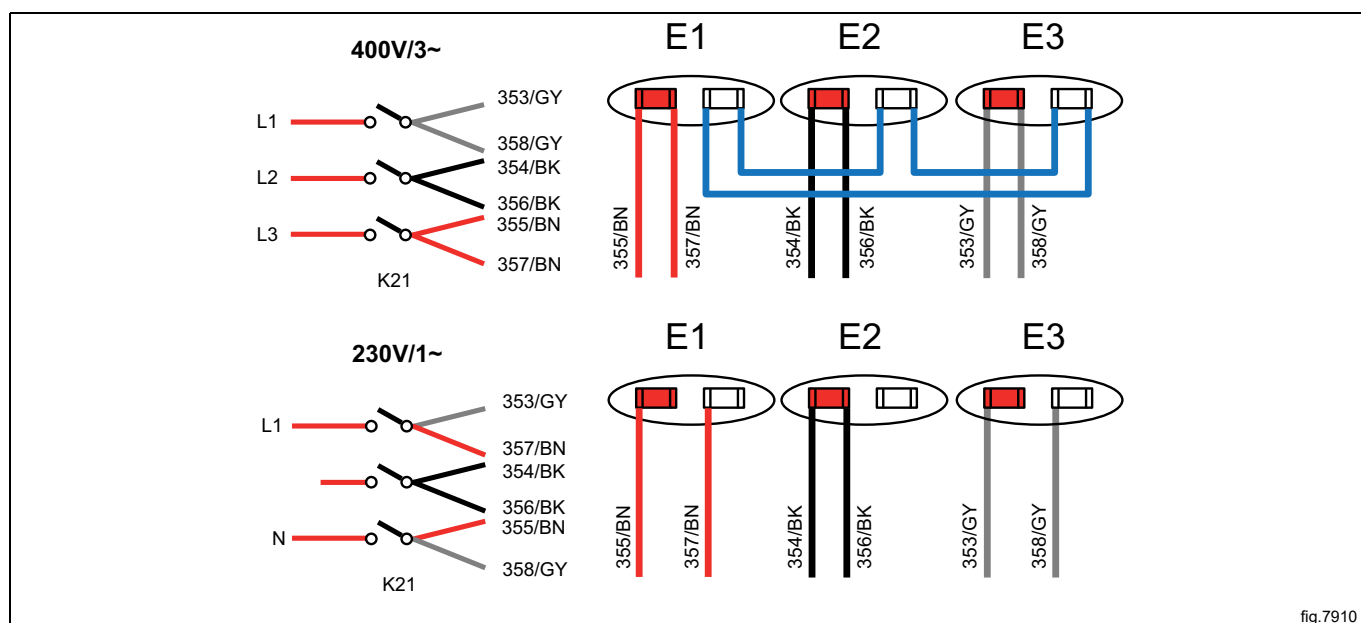 400V/3~
E1
E2
E3
353/GY
L1
358/GY
354/BK
L2
356/BK
355/BN
L3
357/BN
K21
355/BN
357/BN
354/BK
356/BK
353/GY
358/GY
230V/1~
E1
E2
E3
353/GY
L1
357/BN
354/BK
356/BK
355/BN
N
358/GY
K21
355/BN
357/BN
354/BK
356/BK
353/GY
358/GY
fig.7910